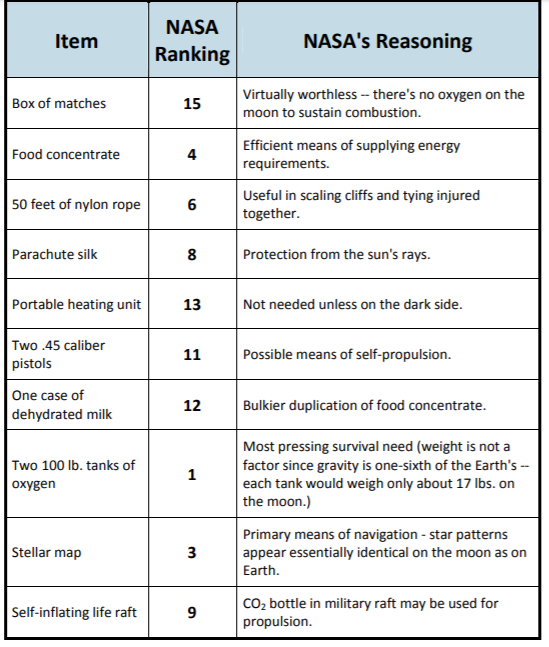 Item
NASA
Ranking
NASA's Reasoning
Box of matches
15
Virtually worthless -- there's no oxygen on the
moon to sustain combustion.
Food concentrate
4
Efficient means of supplying energy
requirements.
50 feet of nylon rope
6
Useful in scaling cliffs and tying injured
together.
Parachute silk
8
Protection from the sun's rays.
Portable heating unit
13
Not needed unless on the dark side.
Two .45 caliber
pistols
11
Possible means of self-propulsion.
One case of
dehydrated milk
12
Bulkier duplication of food concentrate.
Two 100 lb. tanks of
oxygen
1
Most pressing survival need (weight is not a
factor since gravity is one-sixth of the Earth's --
each tank would weigh only about 17 lbs. on
the moon.)
Stellar map
3
Primary means of navigation - star patterns
appear essentially identical on the moon as on
Earth.
Self-inflating life raft
9
CO₂ bottle in military raft may be used for
propulsion.